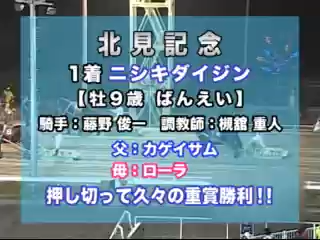 北見記念
1着 ニシキダイジン
【牡9歳 ばんえい】
騎手:藤野 俊一 調教師:槻舘 重人
父:カゲイサム
母:ローラ
押し切って久々の重賞勝利!!